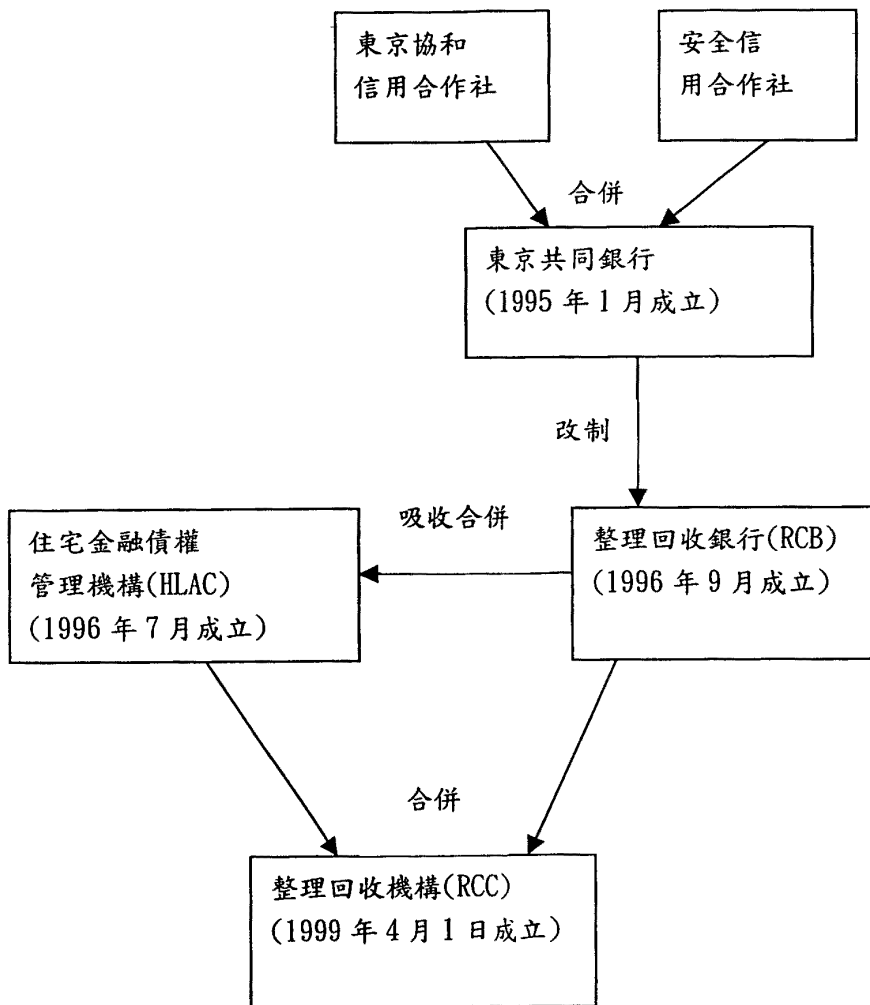 東京協和
信用合作社
安全信
用合作社
合併
東京共同銀行
(1995 年 1 月成立)
改制
吸收合併
住宅金融債權
管理機構(HLAC)
(1996 年 7 月成立)
整理回收銀行(RCB)
(1996 年 9 月成立)
合併
整理回收機構(RCC)
(1999 年 4 月 1 日成立)